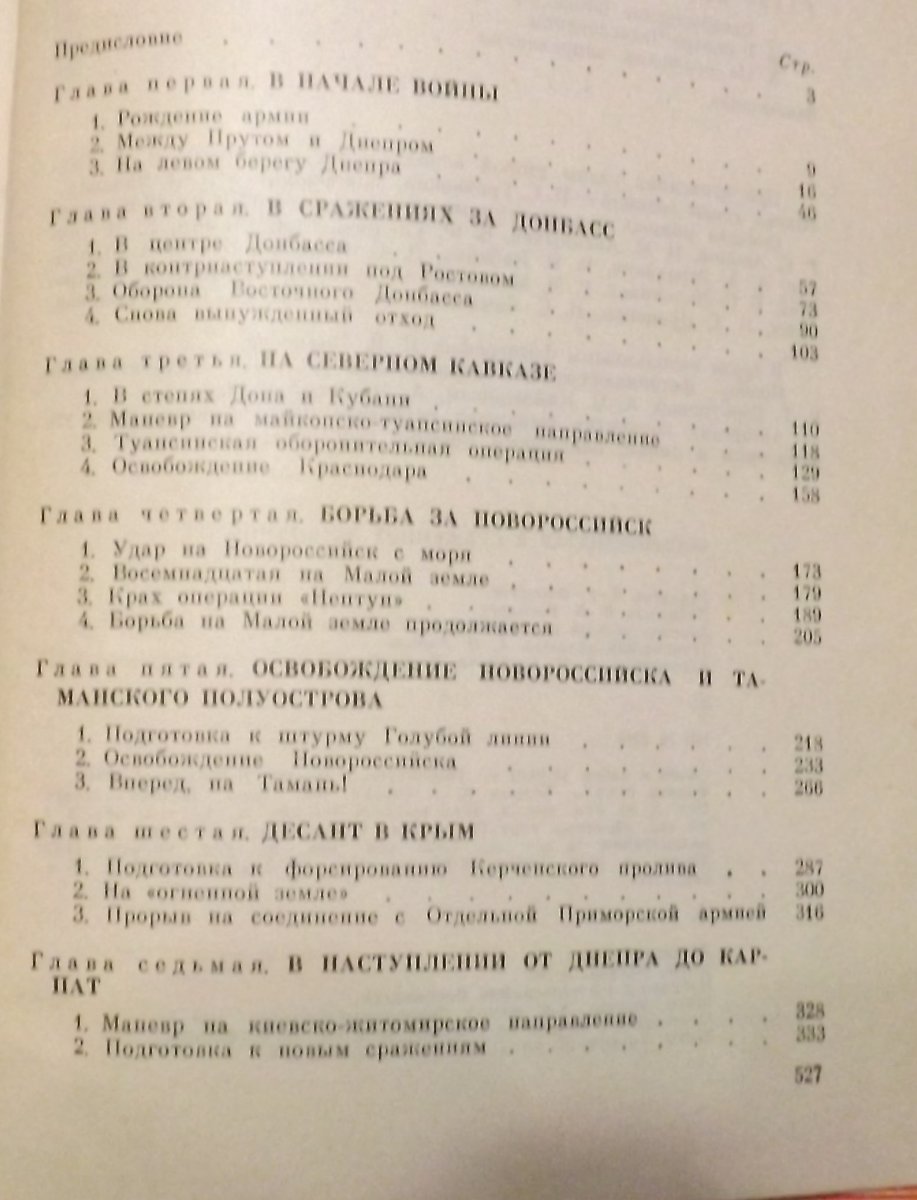 Стр.
Предисловие . . . . . . . . . . . . 3
Глава первая. В НАЧАЛЕ ВОЙНЫ
1. Рождение армии . . . . . . . . . 9
2. Между Прутом и Днепром . . . . . . 16
3. На левом берегу Днепра . . . . . . 46
Глава вторая. В СРАЖЕНИЯХ ЗА ДОНБАСС
1. В центре Донбасса . . . . . . . . 57
2. В контрнаступлении под Ростовом . . . . . 73
3. Оборона Восточного Донбасса . . . . . . 90
4. Снова вынужденный отход . . . . . . . 103
Глава третья. НА СЕВЕРНОМ КАВКАЗЕ
1. В степях Дона и Кубани . . . . . . . 110
2. Маневр на майкопско-туапсинское направление . . . 118
3. Туапсинская оборонительная операция . . . . 129
4. Освобождение Краснодара . . . . . . . 158
Глава четвертая. БОРЬБА ЗА НОВОРОССИЙСК
1. Удар на Новороссийск с моря . . . . . . 173
2. Восемнадцатая на Малой земле . . . . . . 179
3. Крах операции «Нептун» . . . . . . . 189
4. Борьба на Малой земле продолжается . . . . . 205
Глава пятая. ОСВОБОЖДЕНИЕ НОВОРОССИЙСКА И ТА-
МАНСКОГО ПОЛУОСТРОВА
1. Подготовка к штурму Голубой линии . . . . . 218
2. Освобождение Новороссийска . . . . . . 233
3. Вперед, на Тамань! . . . . . . . . . 266
Глава шестая. ДЕСАНТ В КРЫМ
1. Подготовка к форсированию Керченского пролива . . 287
2. На «огненной земле» . . . . . . . . . 300
3. Прорыв на соединение с Отдельной Приморской армией 316
Глава седьмая. В НАСТУПЛЕНИИ ОТ ДНЕПРА ДО КАР-
ПАТ
1. Маневр на киевско-житомирское направление . . . . 328
2. Подготовка к новым сражениям . . . . . . . 333
527